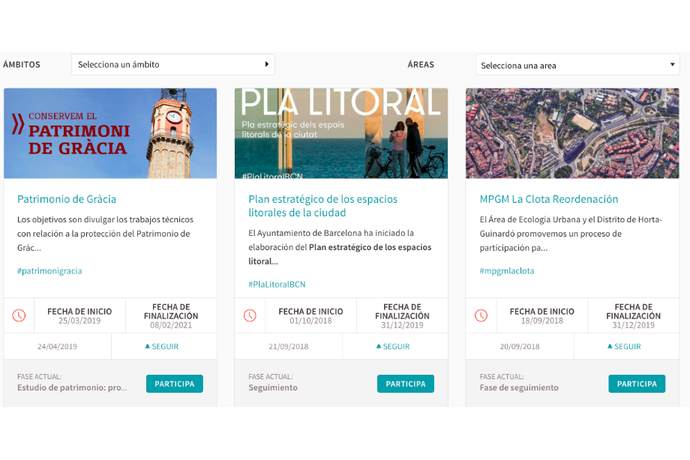 ÁMBITOS
Selecciona un ámbito
ÁREAS
Selecciona una area
CONSERVEM EL
PATRIMONI
DE GRÀCIA
Patrimonio de Gràcia
Los objetivos son divulgar los trabajos técnicos
con relación a la protección del Patrimonio de
Gràc...
#patrimonigracia
FECHA DE INICIO
25/03/2019
FECHA DE
FINALIZACIÓN
08/02/2021
24/04/2019
SEGUIR
FASE ACTUAL:
Estudio de patrimonio: pro...
PARTICIPA
PLA LITORAL
Pla estratègic dels espais
litorals de la ciutat
#PlaLitoralBCN
Plan estratégico de los espacios
litorales de la ciudad
El Ayuntamiento de Barcelona ha iniciado la
elaboración del Plan estratégico de los espacios
litoral...
#PlaLitoralBCN
FECHA DE INICIO
01/10/2018
FECHA DE
FINALIZACIÓN
31/12/2019
21/09/2018
SEGUIR
FASE ACTUAL:
Seguimiento
PARTICIPA
MPGM La Clota Reordenación
El Área de Ecología Urbana y el Distrito de Horta-
Guinardó promovemos un proceso de
participación pa...
#mpgmlaclota
FECHA DE INICIO
18/09/2018
FECHA DE
FINALIZACIÓN
31/12/2019
20/09/2018
SEGUIR
FASE ACTUAL:
Fase de seguimiento
PARTICIPA